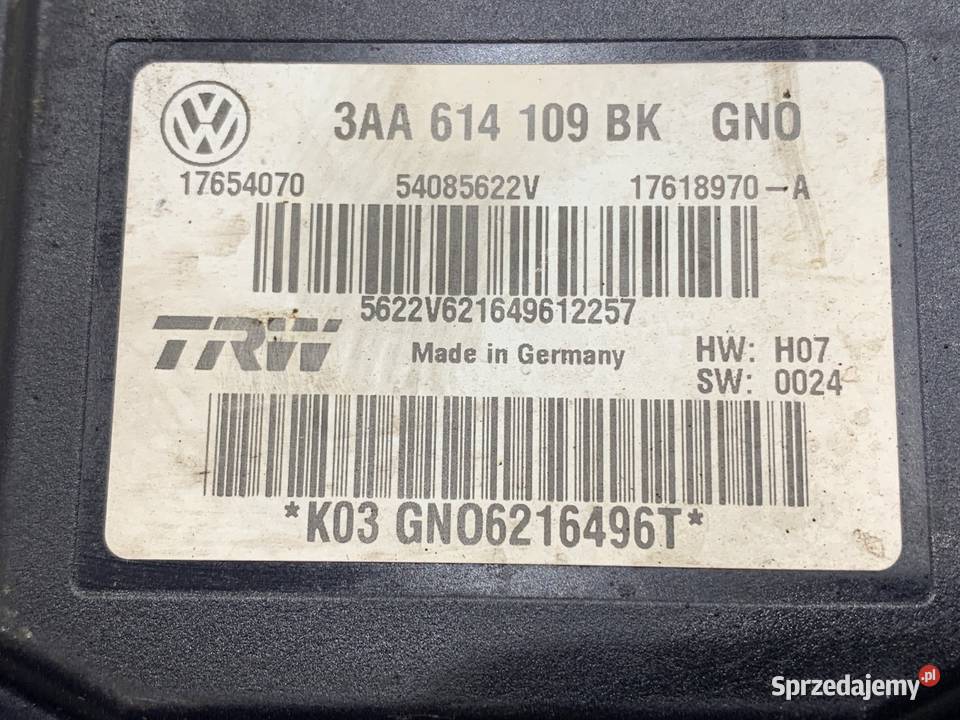 3AA 614 109 BK GNO
17654070 54085622V 17618970-A
5622V621649612257
TRW Made in Germany HW: H07
SW: 0024
*K03 GNO6216496T*
Sprzedajemy.pl